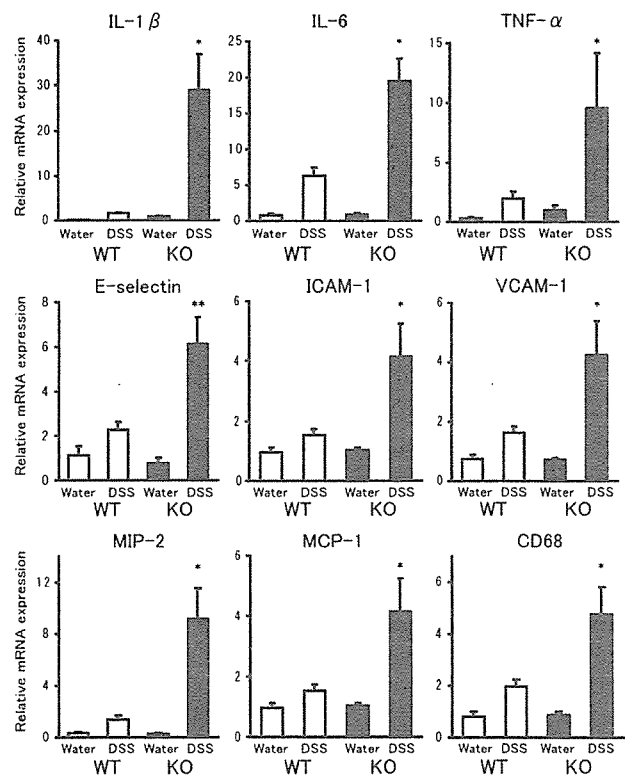 IL-1 β IL-6 TNF-α
Relative mRNA expression
40 30 20 10 0
25 20 15 10 5 0
15 10 5 0
* * *
Water DSS Water DSS Water DSS Water DSS Water DSS Water DSS
WT KO WT KO WT KO
E-selectin ICAM-1 VCAM-1
Relative mRNA expression
8 6 4 2 0
6 4 2 0
6 4 2 0
** * *
Water DSS Water DSS Water DSS Water DSS Water DSS Water DSS
WT KO WT KO WT KO
MIP-2 MCP-1 CD68
Relative mRNA expression
12 8 4 0
6 4 2 0
6 4 2 0
* * *
Water DSS Water DSS Water DSS Water DSS Water DSS Water DSS
WT KO WT KO WT KO